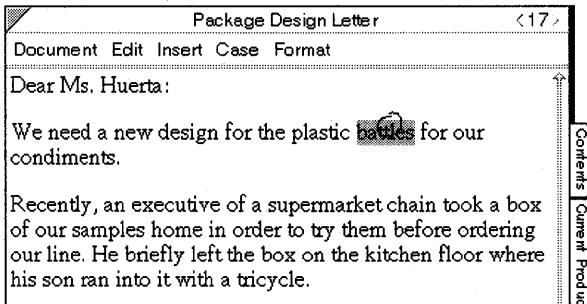 Package Design Letter <17>
Document Edit Insert Case Format
Dear Ms. Huerta:
We need a new design for the plastic battles for our
condiments.
Recently, an executive of a supermarket chain took a box
of our samples home in order to try them before ordering
our line. He briefly left the box on the kitchen floor where
his son ran into it with a tricycle.
Contents
Current Produ